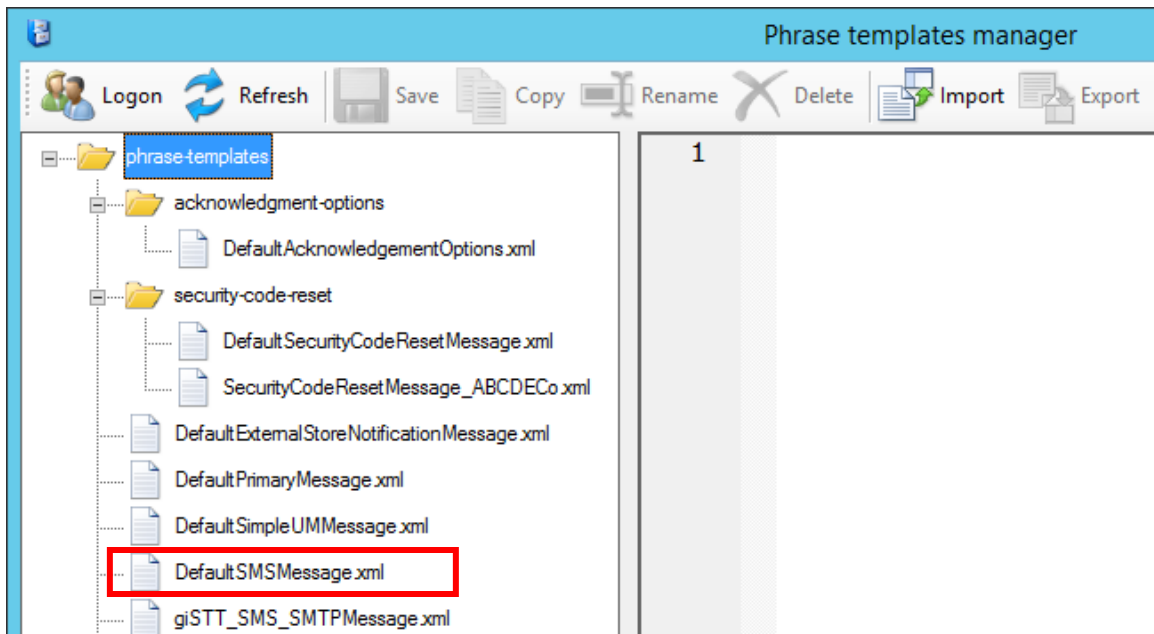 Phrase templates manager
Logon Refresh Save Copy Rename Delete Import Export
phrase-templates
1
acknowledgment-options
DefaultAcknowledgementOptions.xml
security-code-reset
DefaultSecurityCodeResetMessage.xml
SecurityCodeResetMessage_ABCDECo.xml
DefaultExternalStoreNotificationMessage.xml
DefaultPrimaryMessage.xml
DefaultSimpleUMMessage.xml
DefaultSMSMessage.xml
giSTT_SMS_SMTPMessage.xml